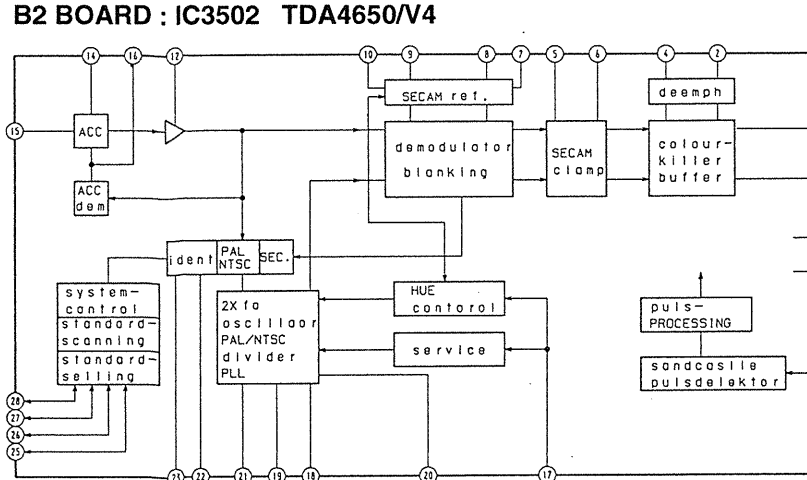 B2 BOARD : IC3502 TDA4650/V4
14 16 12 10 9 8 7 5 6 4 2
15
ACC
SECAM ref.
deemph
demodulator
blanking
SECAM
clamp
colour-
killer
buffer
ACC
dem
ident
PAL
NTSC
SEC.
system-
control
standard-
scanning
standard-
setting
2Xfo
oscillaor
PAL/NTSC
divider
PLL
HUE
contorol
service
puls-
PROCESSING
sandcastle
pulsdelektor
28
27
26
25
23 22 21 19 18 20 17